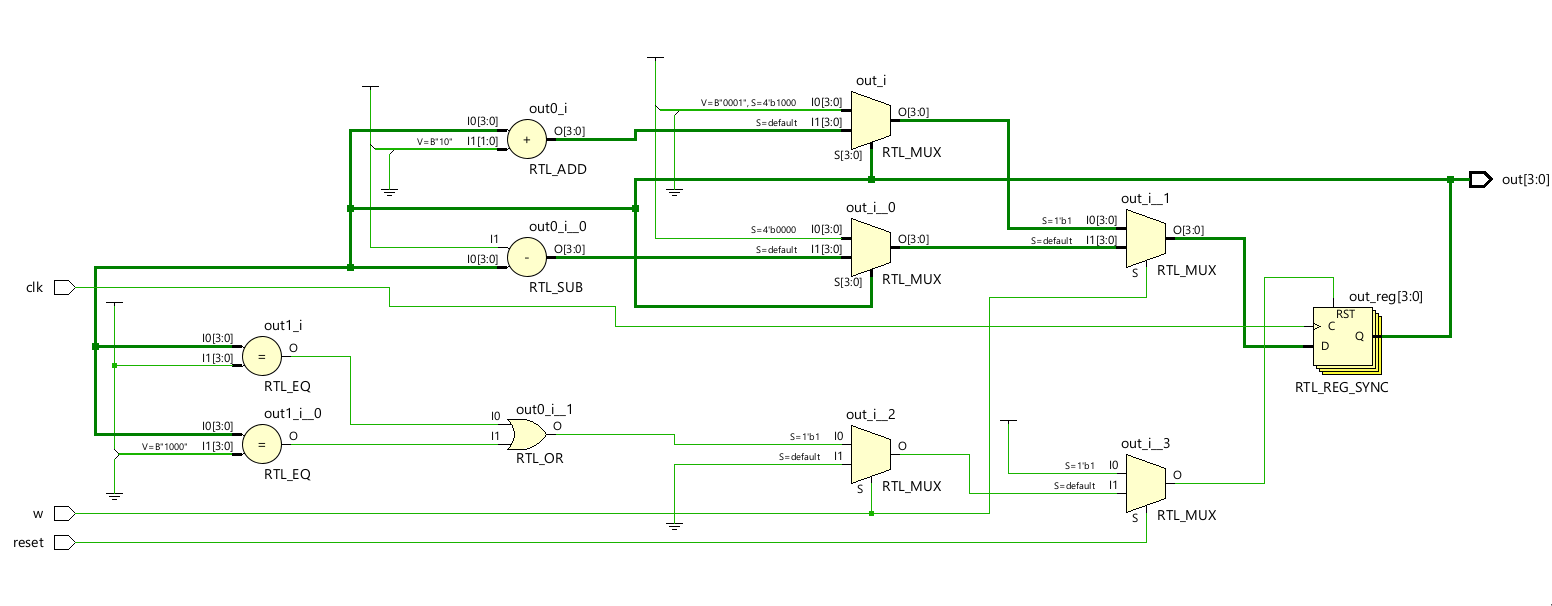 out_i
V=B"0001", S=4'b1000
I0[3:0]
O[3:0]
S=default
I1[3:0]
S[3:0]
RTL_MUX
out0_i
I0[3:0]
O[3:0]
V=B"10"
I1[1:0]
+
RTL_ADD
out[3:0]
out_i__1
S=1'b1
I0[3:0]
O[3:0]
S=default
I1[3:0]
S
RTL_MUX
out_i__0
S=4'b0000
I0[3:0]
O[3:0]
S=default
I1[3:0]
S[3:0]
RTL_MUX
out0_i__0
I1
O[3:0]
I0[3:0]
-
RTL_SUB
clk
out_reg[3:0]
RST
C
Q
D
RTL_REG_SYNC
out1_i
I0[3:0]
O
I1[3:0]
=
RTL_EQ
out1_i__0
I0[3:0]
O
V=B"1000"
I1[3:0]
=
RTL_EQ
out0_i__1
I0
O
I1
RTL_OR
out_i__2
S=1'b1
I0
O
S=default
I1
S
RTL_MUX
out_i__3
S=1'b1
I0
O
S=default
I1
S
RTL_MUX
w
reset